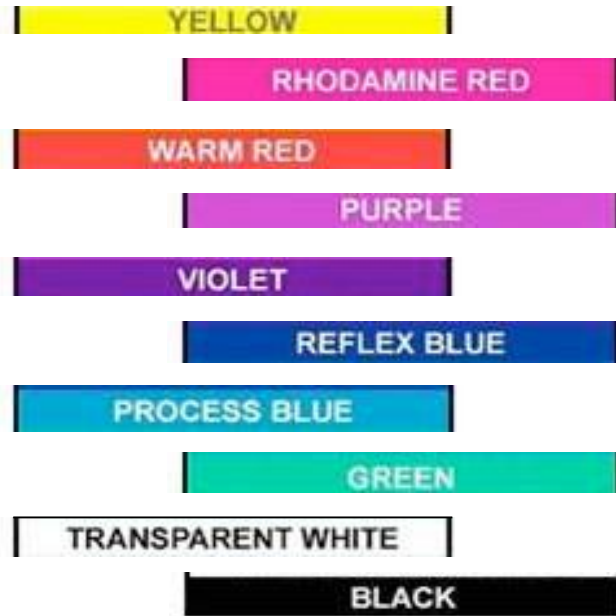 YELLOW
RHODAMINE RED
WARM RED
PURPLE
VIOLET
REFLEX BLUE
PROCESS BLUE
GREEN
TRANSPARENT WHITE
BLACK